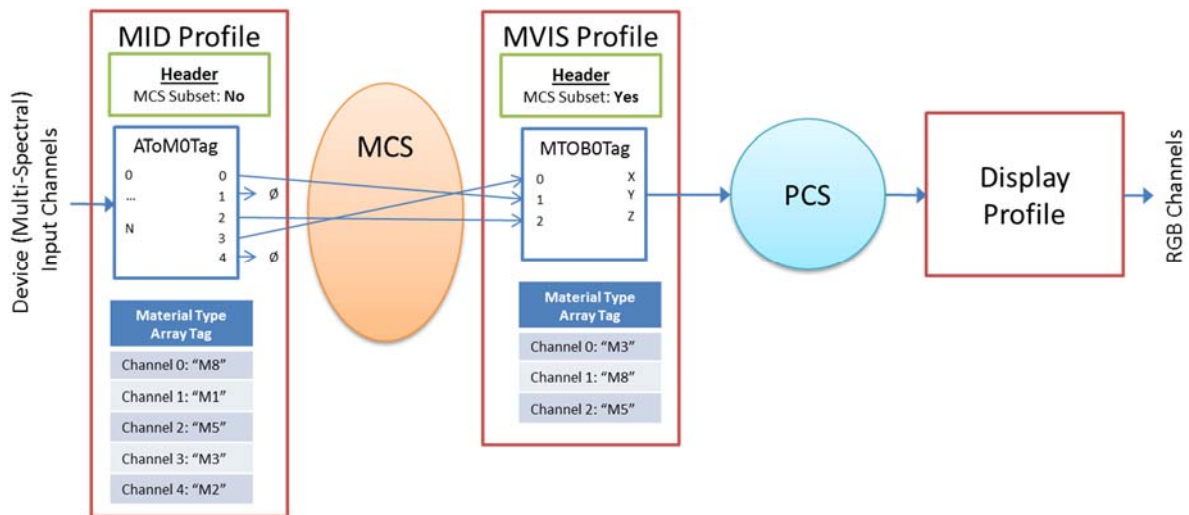 Device (Multi-Spectral)
Input Channels
MID Profile
Header
MCS Subset: No
AToM0Tag
0
...
N
0
1
2
3
4
Ø
Ø
Material Type
Array Tag
Channel 0: “M8”
Channel 1: “M1”
Channel 2: “M5”
Channel 3: “M3”
Channel 4: “M2”
MCS
MVIS Profile
Header
MCS Subset: Yes
MTOB0Tag
0
1
2
X
Y
Z
Material Type
Array Tag
Channel 0: “M3”
Channel 1: “M8”
Channel 2: “M5”
PCS
Display
Profile
RGB Channels